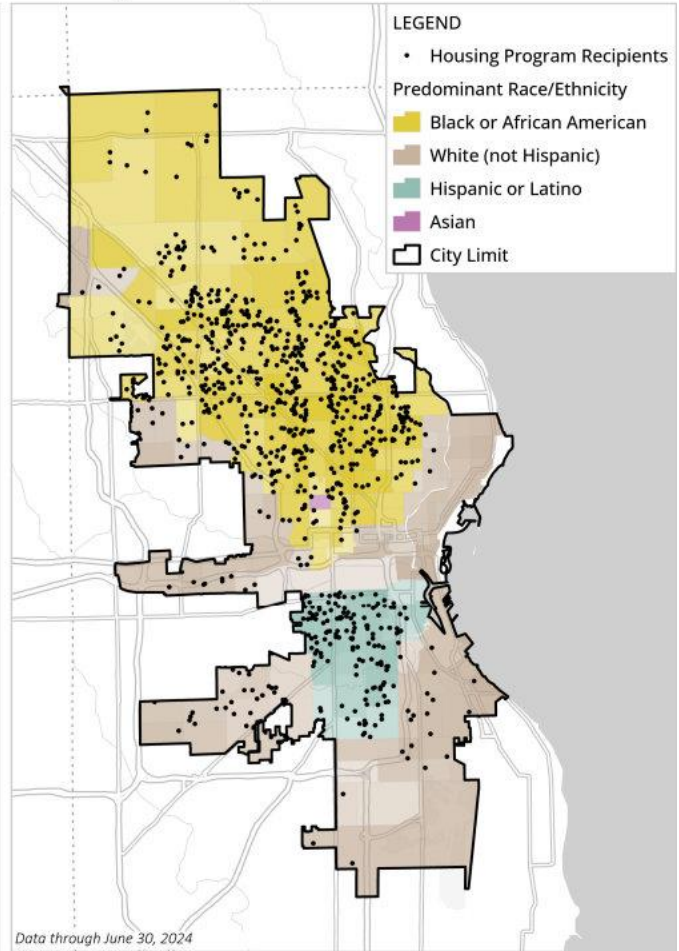 LEGEND
Housing Program Recipients
Predominant Race/Ethnicity
Black or African American
White (not Hispanic)
Hispanic or Latino
Asian
City Limit
Data through June 30, 2024